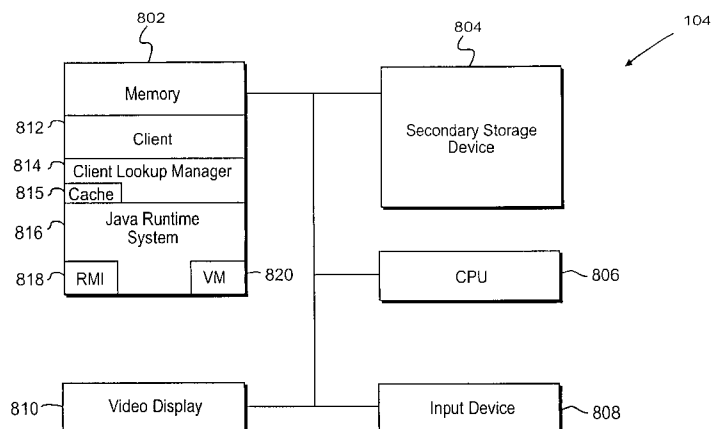 802
804
104
Memory
812
Client
Secondary Storage
Device
814
Client Lookup Manager
815
Cache
816
Java Runtime
System
818
RMI
VM
820
CPU
806
810
Video Display
Input Device
808